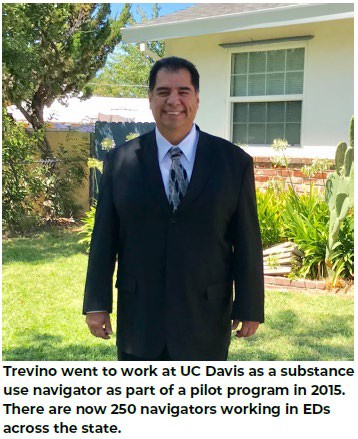 Trevino went to work at UC Davis as a substance
use navigator as part of a pilot program in 2015.
There are now 250 navigators working in EDs
across the state.